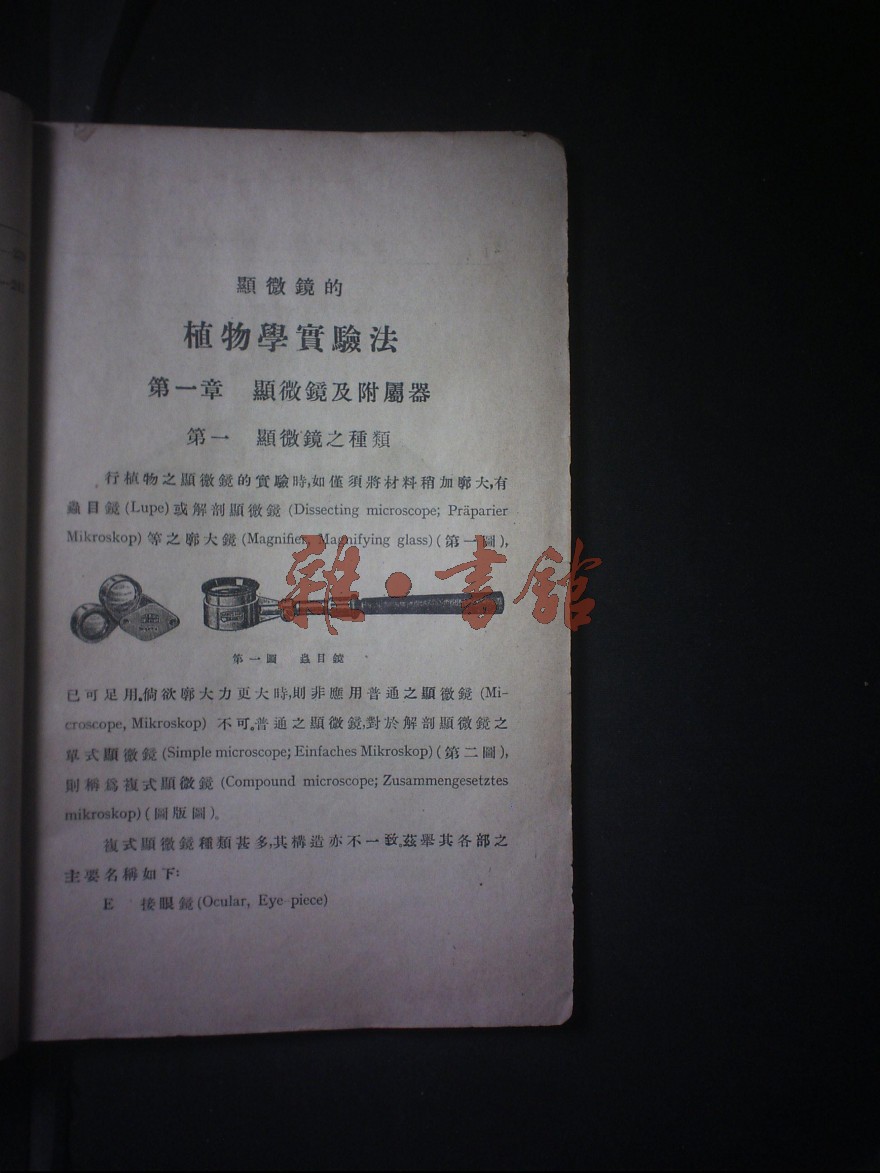 顯微鏡的
植物學實驗法
第一章 顯微鏡及附屬器
第一 顯微鏡之種類
行植物之顯微鏡的實驗時,如僅須將材料稍加廓大,有
蟲目鏡(Lupe)或解剖顯微鏡(Dissecting microscope; Präparier
Mikroskop)等之廓大鏡(Magnifier, Magnifying glass)(第一圖),
雜·書館
第一圖 蟲目鏡
已可足用。倘欲廓大力更大時,則非應用普通之顯微鏡(Mi-
croscope, Mikroskop)不可。普通之顯微鏡,對於解剖顯微鏡之
單式顯微鏡(Simple microscope; Einfaches Mikroskop)(第二圖),
則稱爲複式顯微鏡(Compound microscope; Zusammengesetztes
mikroskop)(圖版圖)。
複式顯微鏡種類甚多,其構造亦不一致。茲舉其各部之
主要名稱如下:
E 接眼鏡(Ocular, Eye-piece)